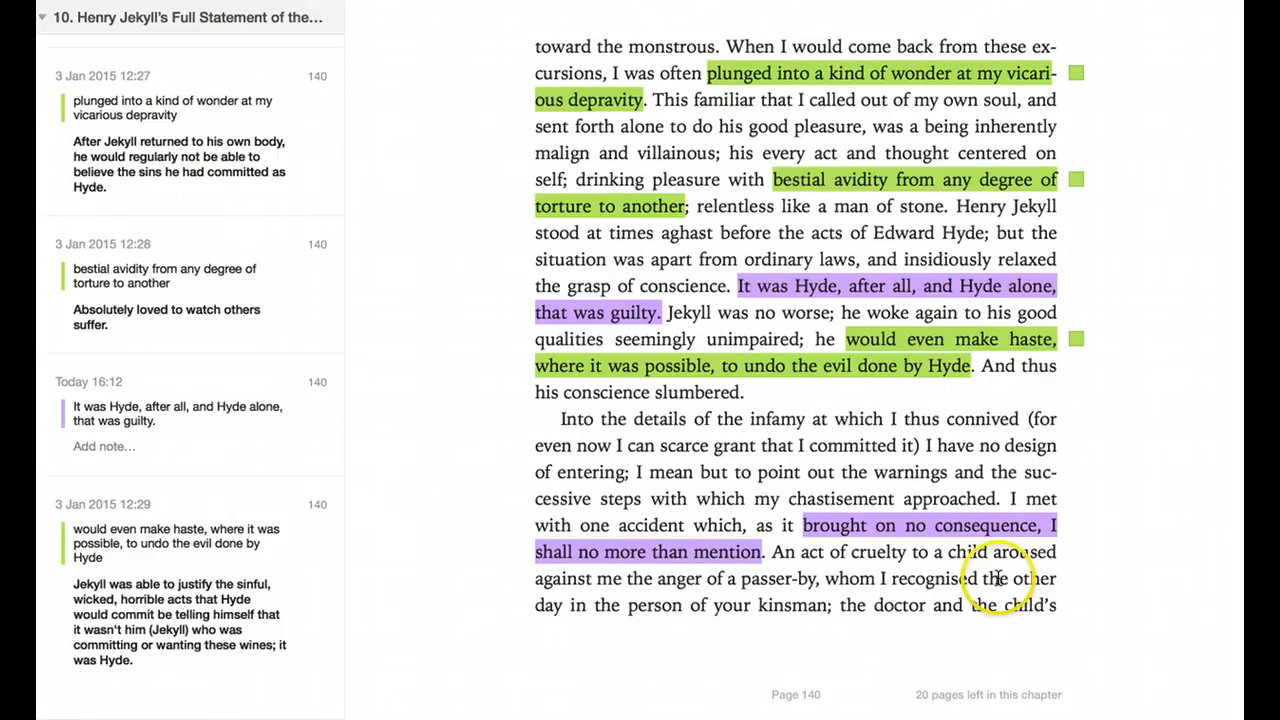 10. Henry Jekyll's Full Statement of the…
3 Jan 2015 12:27 140
plunged into a kind of wonder at my
vicarious depravity
After Jekyll returned to his own body,
he would regularly not be able to
believe the sins he had committed as
Hyde.
3 Jan 2015 12:28 140
bestial avidity from any degree of
torture to another
Absolutely loved to watch others
suffer.
Today 16:12 140
It was Hyde, after all, and Hyde alone,
that was guilty.
Add note…
3 Jan 2015 12:29 140
would even make haste, where it was
possible, to undo the evil done by
Hyde
Jekyll was able to justify the sinful,
wicked, horrible acts that Hyde
would commit be telling himself that
it wasn't him (Jekyll) who was
committing or wanting these wines; it
was Hyde.
toward the monstrous. When I would come back from these ex-
cursions, I was often plunged into a kind of wonder at my vicari-
ous depravity. This familiar that I called out of my own soul, and
sent forth alone to do his good pleasure, was a being inherently
malign and villainous; his every act and thought centered on
self; drinking pleasure with bestial avidity from any degree of
torture to another; relentless like a man of stone. Henry Jekyll
stood at times aghast before the acts of Edward Hyde; but the
situation was apart from ordinary laws, and insidiously relaxed
the grasp of conscience. It was Hyde, after all, and Hyde alone,
that was guilty. Jekyll was no worse; he woke again to his good
qualities seemingly unimpaired; he would even make haste,
where it was possible, to undo the evil done by Hyde. And thus
his conscience slumbered.
Into the details of the infamy at which I thus connived (for
even now I can scarce grant that I committed it) I have no design
of entering; I mean but to point out the warnings and the suc-
cessive steps with which my chastisement approached. I met
with one accident which, as it brought on no consequence, I
shall no more than mention. An act of cruelty to a child aroused
against me the anger of a passer-by, whom I recognised the other
day in the person of your kinsman; the doctor and the child's
Page 140 20 pages left in this chapter